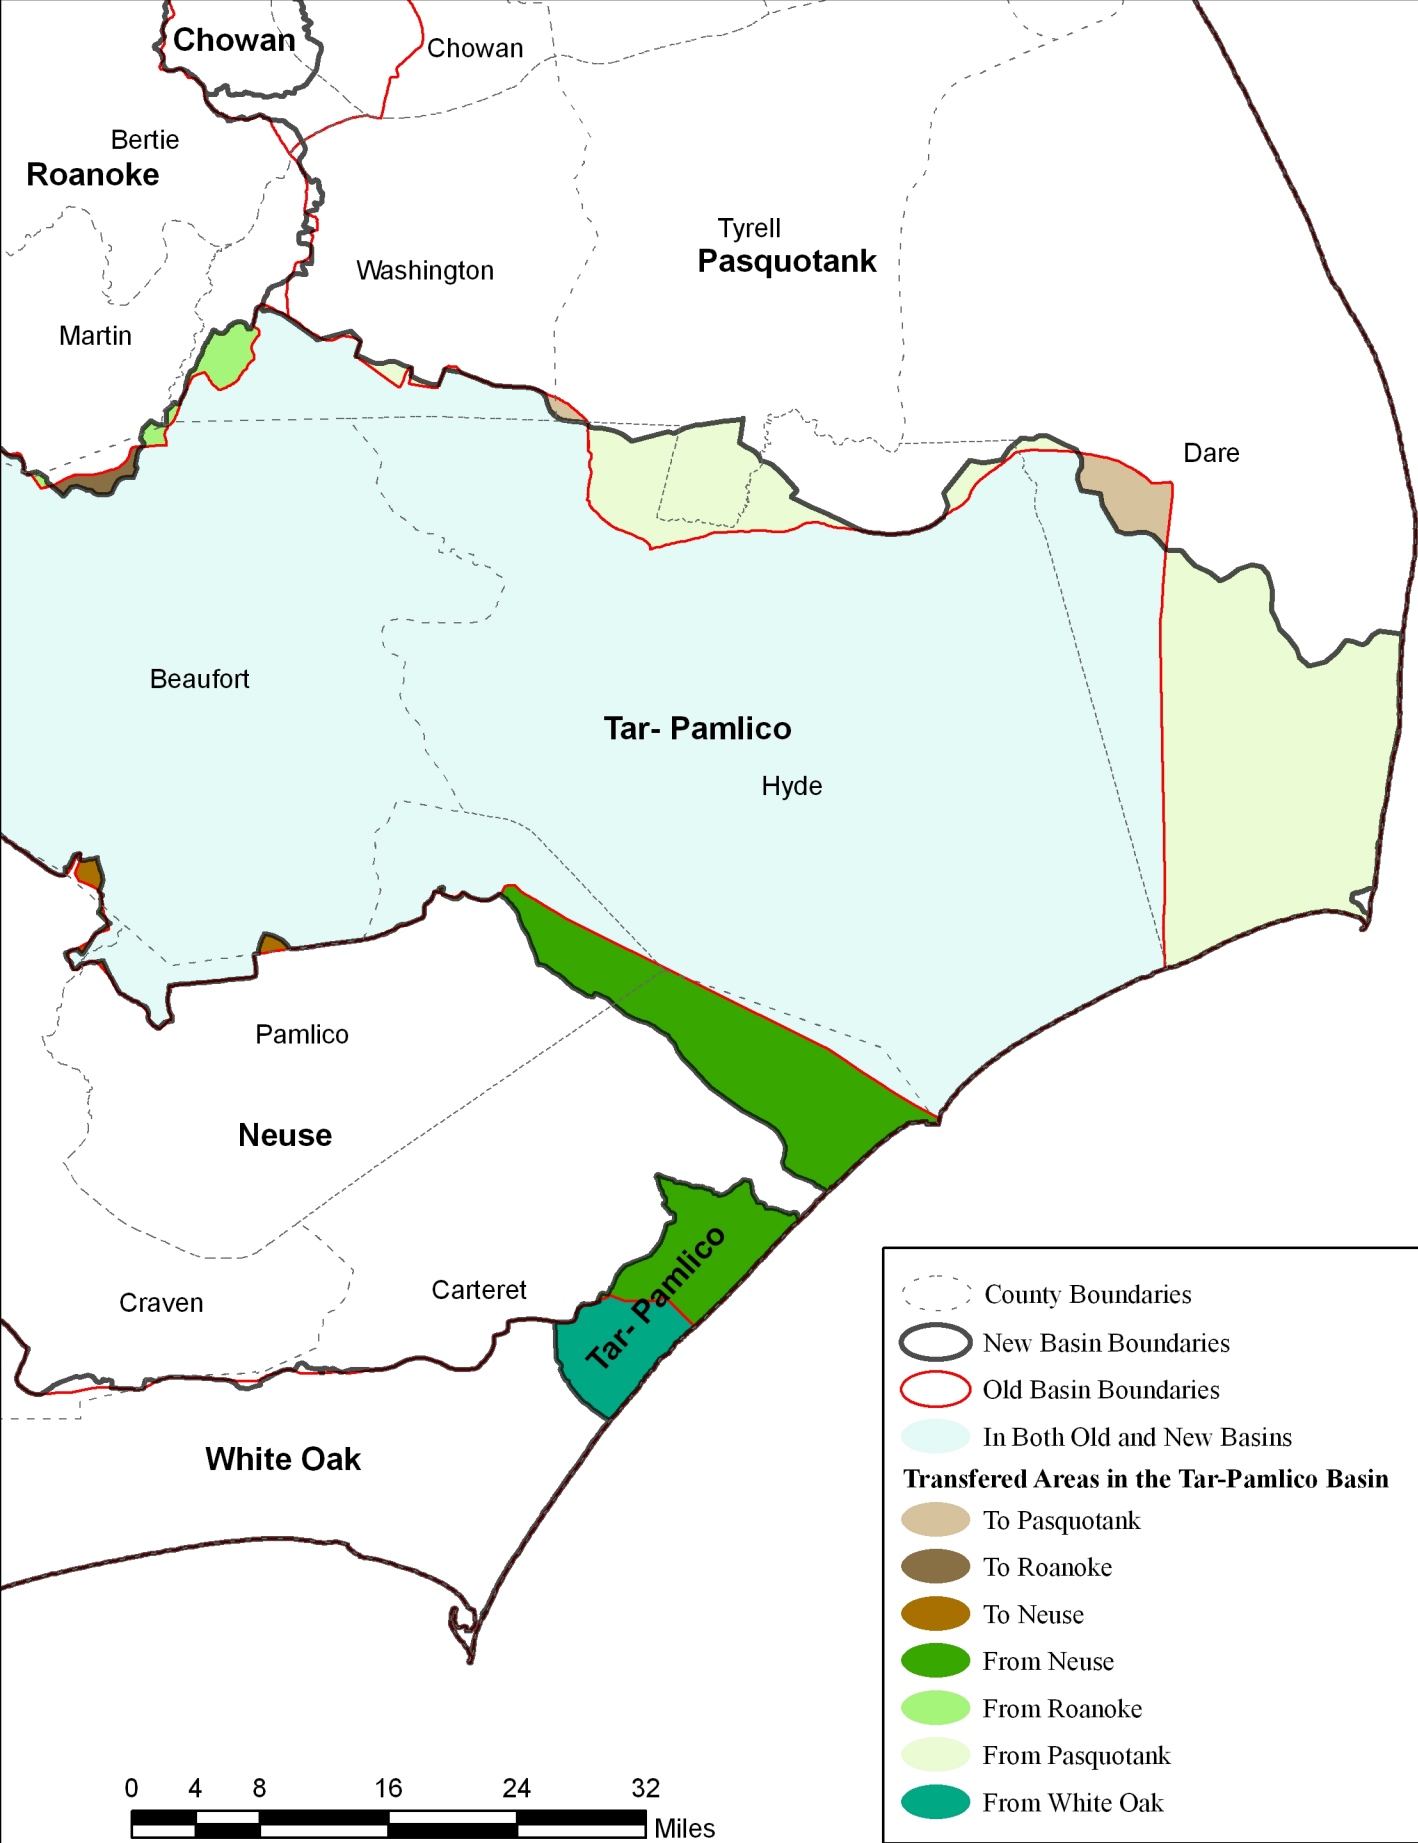 Chowan
Chowan
Bertie
Roanoke
Tyrell
Pasquotank
Washington
Martin
Dare
Beaufort
Tar- Pamlico
Hyde
Pamlico
Neuse
Tar- Pamlico
Carteret
Craven
White Oak
County Boundaries
New Basin Boundaries
Old Basin Boundaries
In Both Old and New Basins
Transfered Areas in the Tar-Pamlico Basin
To Pasquotank
To Roanoke
To Neuse
From Neuse
From Roanoke
From Pasquotank
From White Oak
0 4 8 16 24 32
Miles